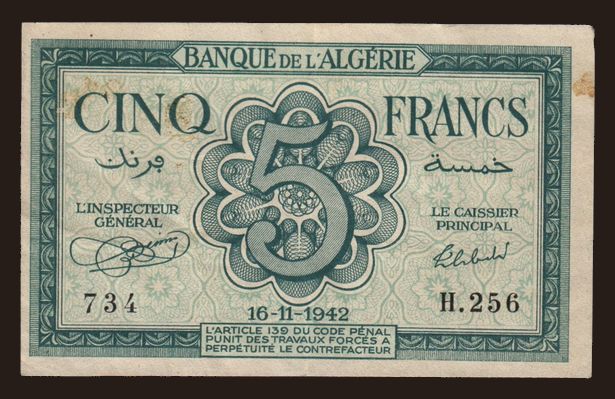 BANQUE DE L'ALGÉRIE
CINQ 5 FRANCS
فرنك خمسة
L'INSPECTEUR
GÉNÉRAL
LE CAISSIER
PRINCIPAL
734 H.256
16-11-1942
L'ARTICLE 139 DU CODE PÉNAL
PUNIT DES TRAVAUX FORCÉS À
PERPÉTUITÉ LE CONTREFACTEUR